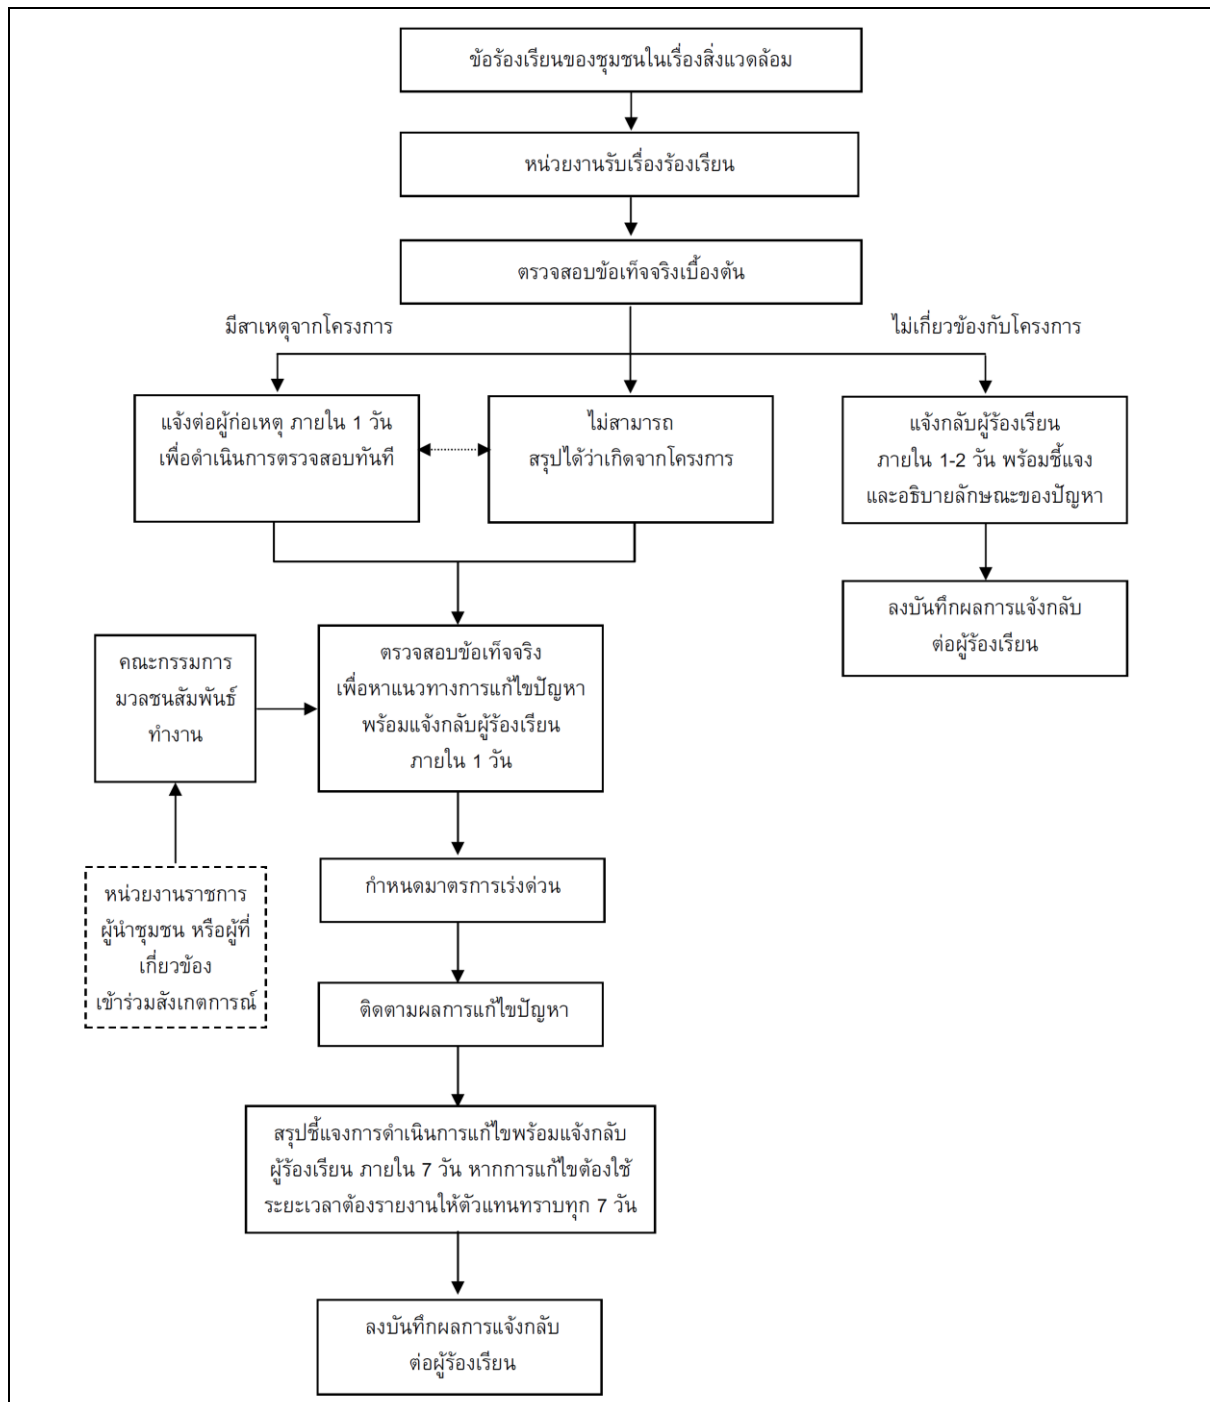 ข้อร้องเรียนของชุมชนในเรื่องสิ่งแวดล้อม
หน่วยงานรับเรื่องร้องเรียน
ตรวจสอบข้อเท็จจริงเบื้องต้น
มีสาเหตุจากโครงการ
ไม่เกี่ยวข้องกับโครงการ
แจ้งต่อผู้ก่อเหตุ ภายใน 1 วัน
เพื่อดำเนินการตรวจสอบทันที
ไม่สามารถ
สรุปได้ว่าเกิดจากโครงการ
แจ้งกลับผู้ร้องเรียน
ภายใน 1-2 วัน พร้อมชี้แจง
และอธิบายลักษณะของปัญหา
ลงบันทึกผลการแจ้งกลับ
ต่อผู้ร้องเรียน
คณะกรรมการ
มวลชนสัมพันธ์
ทำงาน
ตรวจสอบข้อเท็จจริง
เพื่อหาแนวทางการแก้ไขปัญหา
พร้อมแจ้งกลับผู้ร้องเรียน
ภายใน 1 วัน
หน่วยงานราชการ
ผู้นำชุมชน หรือผู้ที่
เกี่ยวข้อง
เข้าร่วมสังเกตการณ์
กำหนดมาตรการเร่งด่วน
ติดตามผลการแก้ไขปัญหา
สรุปชี้แจงการดำเนินการแก้ไขพร้อมแจ้งกลับ
ผู้ร้องเรียน ภายใน 7 วัน หากการแก้ไขต้องใช้
ระยะเวลาต้องรายงานให้ตัวแทนทราบทุก 7 วัน
ลงบันทึกผลการแจ้งกลับ
ต่อผู้ร้องเรียน